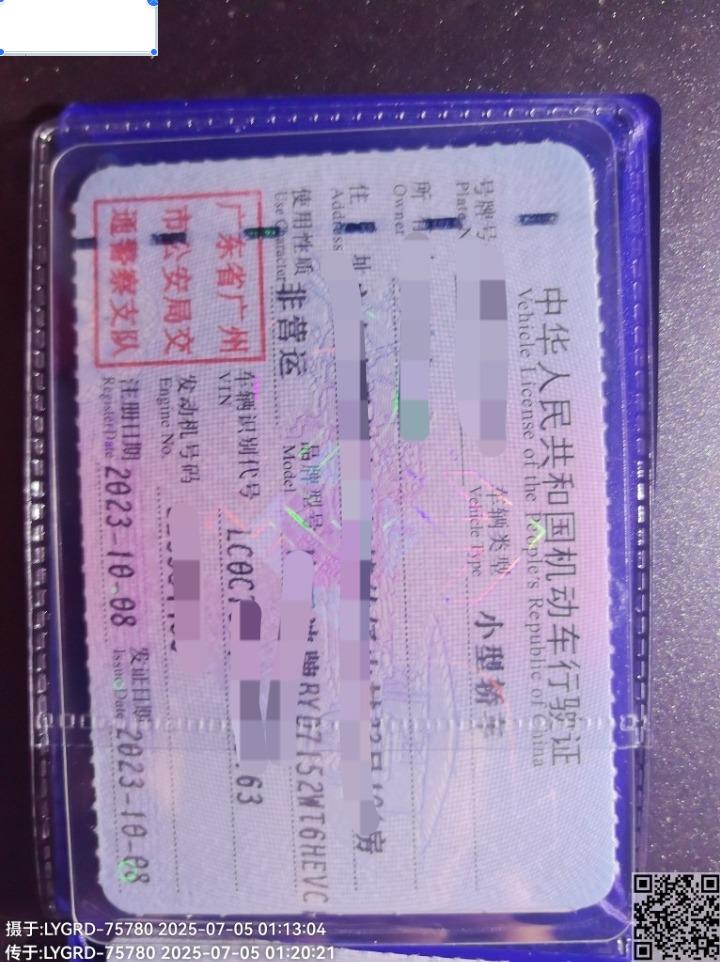 中华人民共和国机动车行驶证
Vehicle License of the People's Republic of China
号牌号
Plate N
车辆类型 小型轿车
Vehicle Type
所有
Owner
住 址
Address
房
使用性质 非营运
Use Character
品牌型号
Model
RYG7152WT6HEVC
车辆识别代号 LC0C
VIN
63
发动机号码
Engine No.
注册日期 2023-10-08 发证日期 2023-10-08
Register Date Issue Date
广东省广州
市公安局交
通警察支队
摄于:LYGRD-75780 2025-07-05 01:13:04
传于:LYGRD-75780 2025-07-05 01:20:21